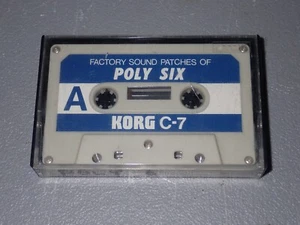 FACTORY SOUND PATCHES OF
POLY SIX
A
KORG C-7